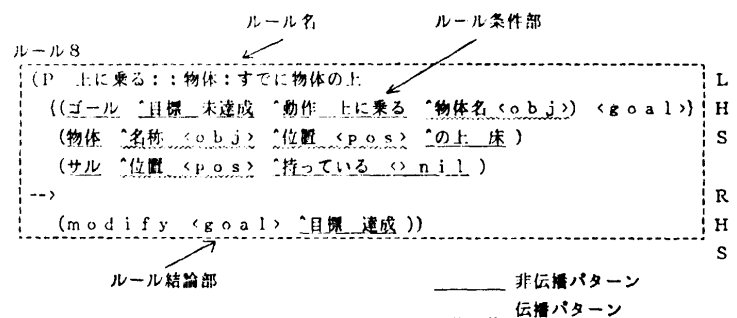 ルール名
ルール条件部
ルール8
(P 上に乗る::物体:すでに物体の上
{(ゴール ^目標 未達成 ^動作 上に乗る ^物体名<obj>) <goal>}
(物体 ^名称 <obj> ^位置 <pos> ^の上 床)
(サル ^位置 <pos> ^持っている <> nil)
-->
(modify <goal> ^目標 達成))
L
H
S
R
H
S
ルール結論部
非伝播パターン
伝播パターン